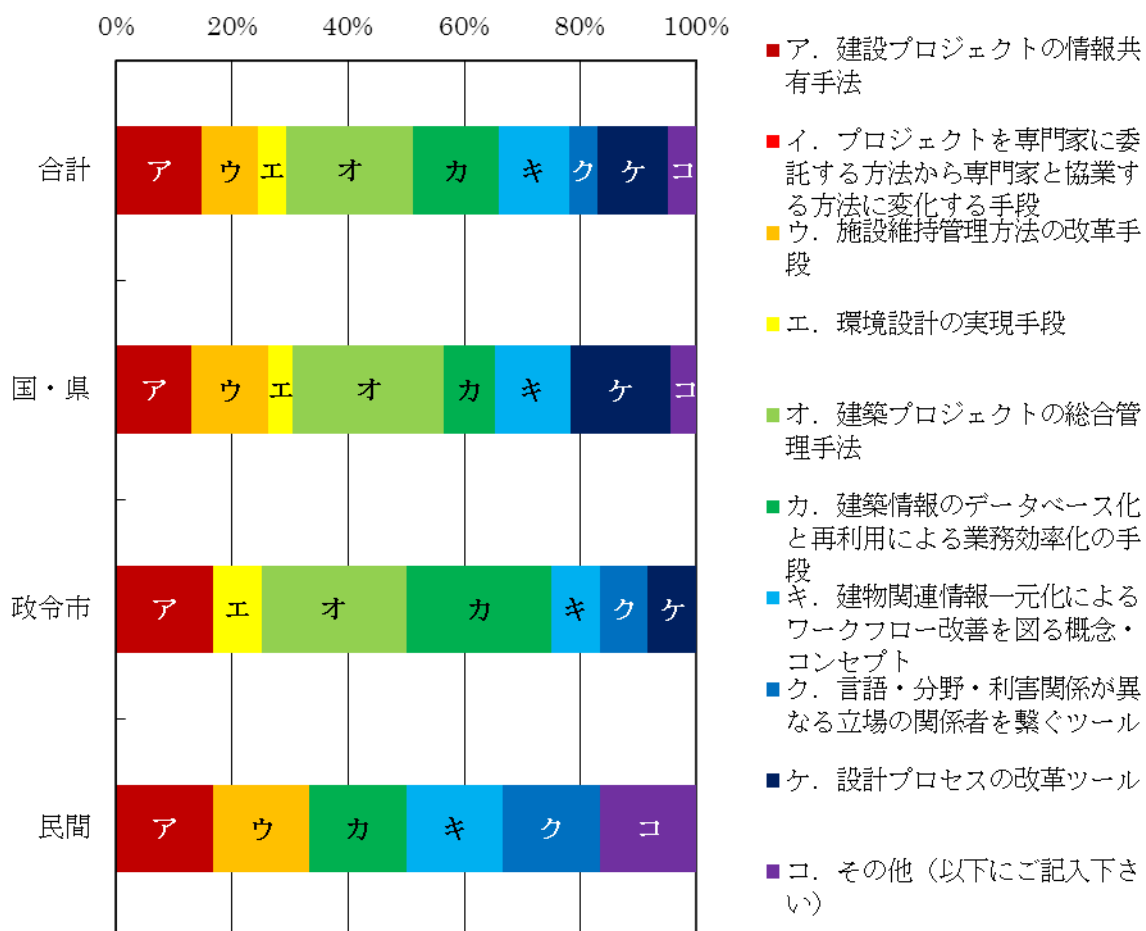 0% 20% 40% 60% 80% 100%
合計
ア ウ エ オ カ キ ク ケ コ
国・県
ア ウ エ オ カ キ ケ コ
政令市
ア エ オ カ キ ク ケ
民間
ア ウ カ キ ク コ
ア．建設プロジェクトの情報共
有手法
イ．プロジェクトを専門家に委
託する方法から専門家と協業す
る方法に変化する手段
ウ．施設維持管理方法の改革手
段
エ．環境設計の実現手段
オ．建築プロジェクトの総合管
理手法
カ．建築情報のデータベース化
と再利用による業務効率化の手
段
キ．建物関連情報一元化による
ワークフロー改善を図る概念・
コンセプト
ク．言語・分野・利害関係が異
なる立場の関係者を繋ぐツール
ケ．設計プロセスの改革ツール
コ．その他（以下にご記入下さ
い）